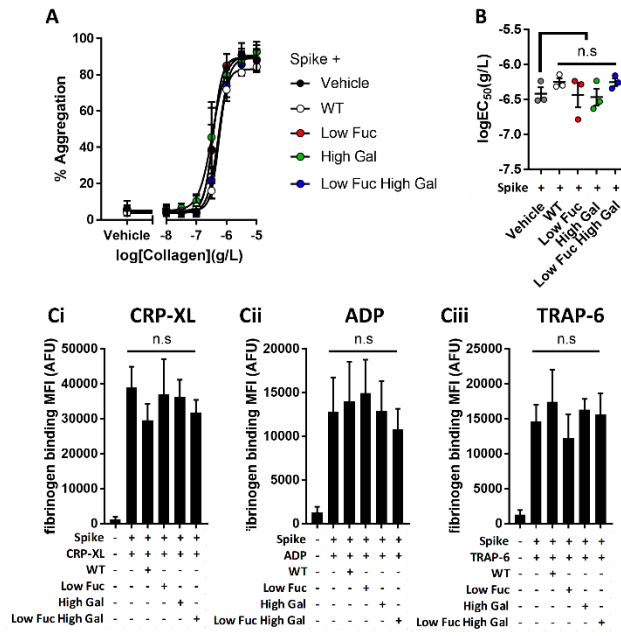 A
% Aggregation
100
80
60
40
20
0
Vehicle
-8
-7
-6
-5
log[Collagen](g/L)
Spike +
Vehicle
WT
Low Fuc
High Gal
Low Fuc High Gal
B
logEC50(g/L)
-5.5
-6.0
-6.5
-7.0
-7.5
n.s
Spike + + + + +
Vehicle
WT
Low Fuc
High Gal
Low Fuc High Gal
Ci
CRP-XL
fibrinogen binding MFI (AFU)
50000
40000
30000
20000
10000
0
n.s
Spike - + + + + +
CRP-XL - + + + + +
WT - - + - - -
Low Fuc - - - + - -
High Gal - - - - + -
Low Fuc High Gal - - - - - +
Cii
ADP
ibrinogen binding MFI (AFU)
20000
15000
10000
5000
0
n.s
Spike - + + + + +
ADP - + + + + +
WT - - + - - -
Low Fuc - - - + - -
High Gal - - - - + -
Low Fuc High Gal - - - - - +
Ciii
TRAP-6
fibrinogen binding MFI (AFU)
25000
20000
15000
10000
5000
0
n.s
Spike - + + + + +
TRAP-6 - + + + + +
WT - - + - - -
Low Fuc - - - + - -
High Gal - - - - + -
Low Fuc High Gal - - - - - +